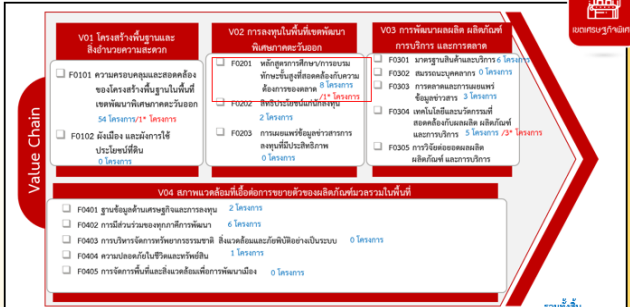 เขตเศรษฐกิจพิเศษ
Value Chain
V01 โครงสร้างพื้นฐานและ
สิ่งอำนวยความสะดวก
F0101 ความครอบคลุมและสอดคล้อง
ของโครงสร้างพื้นฐานในพื้นที่
เขตพัฒนาพิเศษภาคตะวันออก
54 โครงการ/1* โครงการ
F0102 ผังเมือง และผังการใช้
ประโยชน์ที่ดิน
0 โครงการ
V02 การลงทุนในพื้นที่เขตพัฒนา
พิเศษภาคตะวันออก
F0201 หลักสูตรการศึกษา/การอบรม
ทักษะขั้นสูงที่สอดคล้องกับความ
ต้องการของตลาด 8 โครงการ
/1* โครงการ
F0202 สิทธิประโยชน์แก่นักลงทุน
2 โครงการ
F0203 การเผยแพร่ข้อมูลข่าวสารการ
ลงทุนที่มีประสิทธิภาพ
0 โครงการ
V03 การพัฒนาผลผลิต ผลิตภัณฑ์
การบริการ และการตลาด
F0301 มาตรฐานสินค้าและบริการ 6 โครงการ
F0302 สมรรถนะบุคลากร 0 โครงการ
F0303 การตลาดและการเผยแพร่
ข้อมูลข่าวสาร 3 โครงการ
F0304 เทคโนโลยีและนวัตกรรมที่
สอดคล้องกับผลผลิต ผลิตภัณฑ์
และการบริการ 5 โครงการ /3* โครงการ
F0305 การวิจัยต่อยอดผลผลิต
ผลิตภัณฑ์ และการบริการ
V04 สภาพแวดล้อมที่เอื้อต่อการขยายตัวของผลิตภัณฑ์มวลรวมในพื้นที่
F0401 ฐานข้อมูลด้านเศรษฐกิจและการลงทุน 2 โครงการ
F0402 การมีส่วนร่วมของทุกภาคีการพัฒนา 6 โครงการ
F0403 การบริหารจัดการทรัพยากรธรรมชาติ สิ่งแวดล้อมและภัยพิบัติอย่างเป็นระบบ 0 โครงการ
F0404 ความปลอดภัยในชีวิตและทรัพย์สิน 1 โครงการ
F0405 การจัดการพื้นที่และสิ่งแวดล้อมเพื่อการพัฒนาเมือง 0 โครงการ
รวมทั้งสิ้น